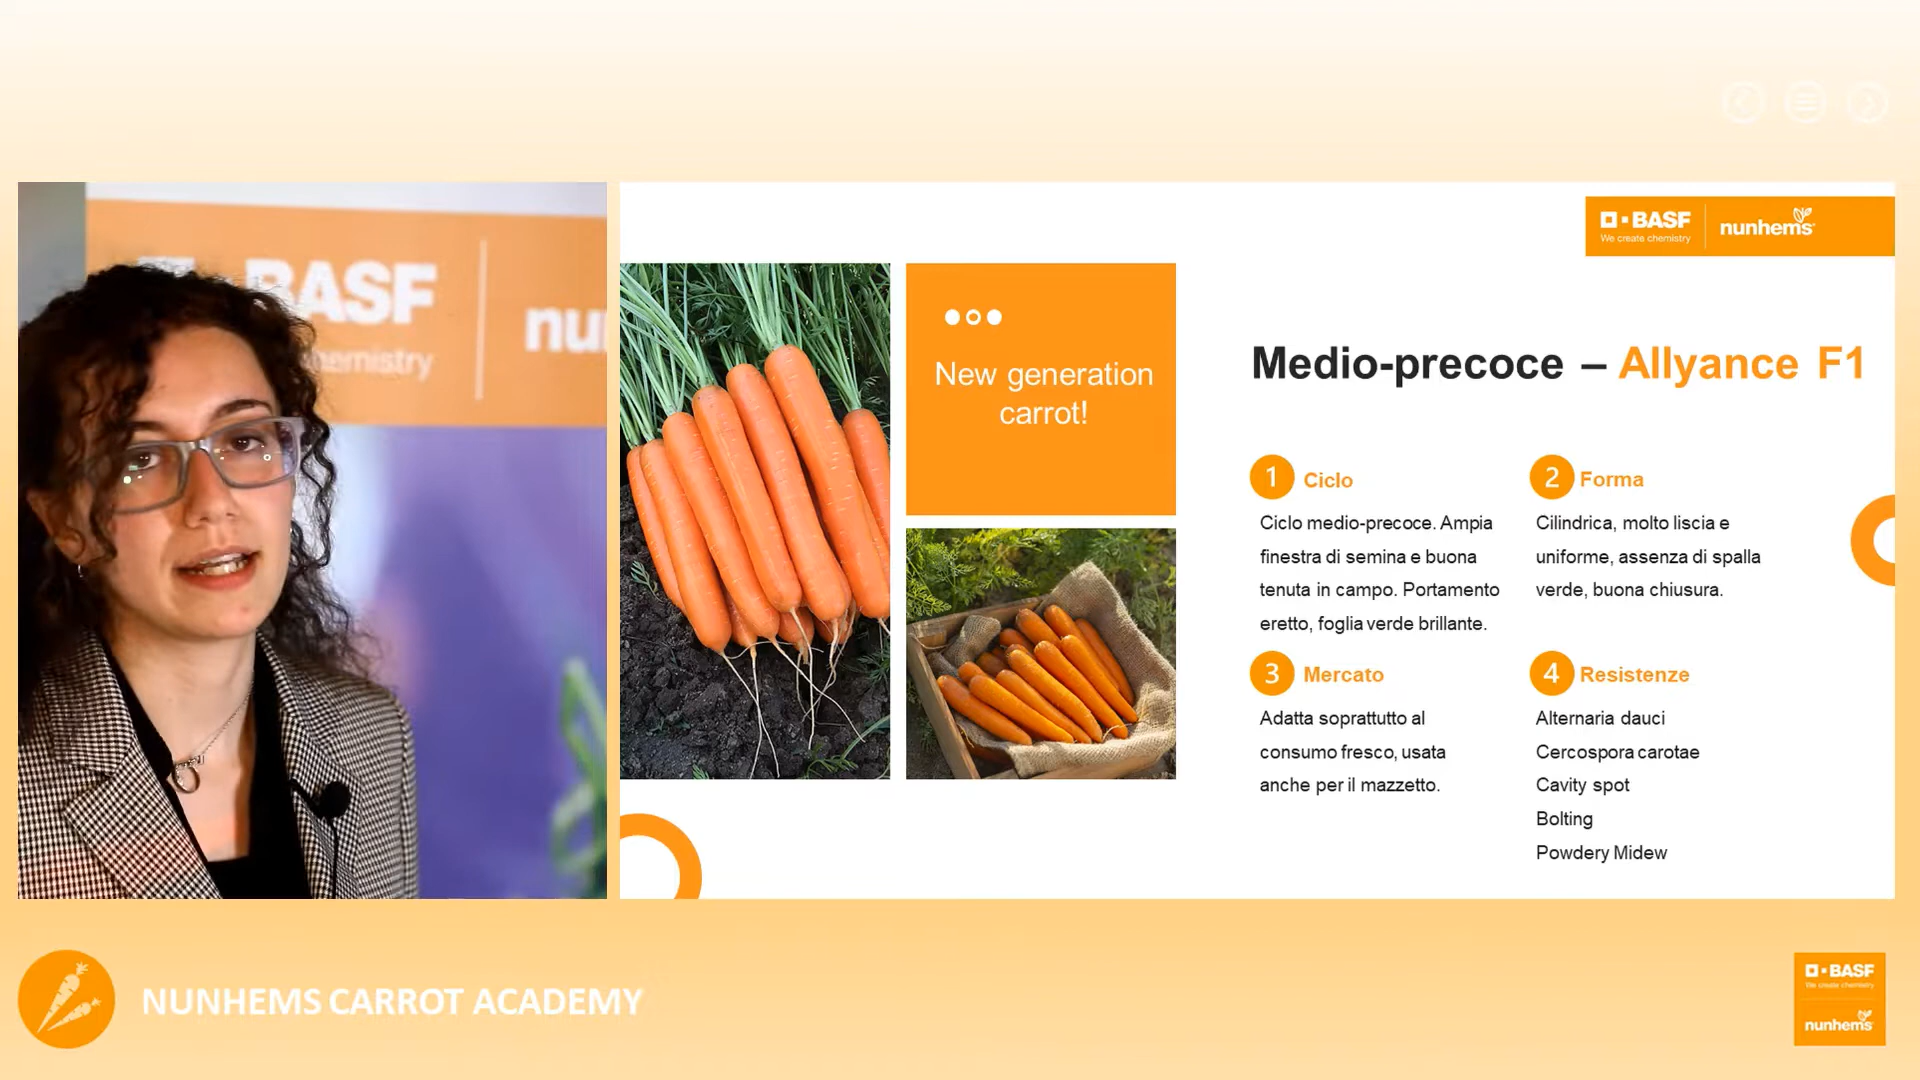 BASF
nu
hemistry
BASF
We create chemistry
nunhems
New generation
carrot!
Medio-precoce – Allyance F1
1 Ciclo
Ciclo medio-precoce. Ampia
finestra di semina e buona
tenuta in campo. Portamento
eretto, foglia verde brillante.
2 Forma
Cilindrica, molto liscia e
uniforme, assenza di spalla
verde, buona chiusura.
3 Mercato
Adatta soprattutto al
consumo fresco, usata
anche per il mazzetto.
4 Resistenze
Alternaria dauci
Cercospora carotae
Cavity spot
Bolting
Powdery Midew
NUNHEMS CARROT ACADEMY
BASF
We create chemistry
nunhems